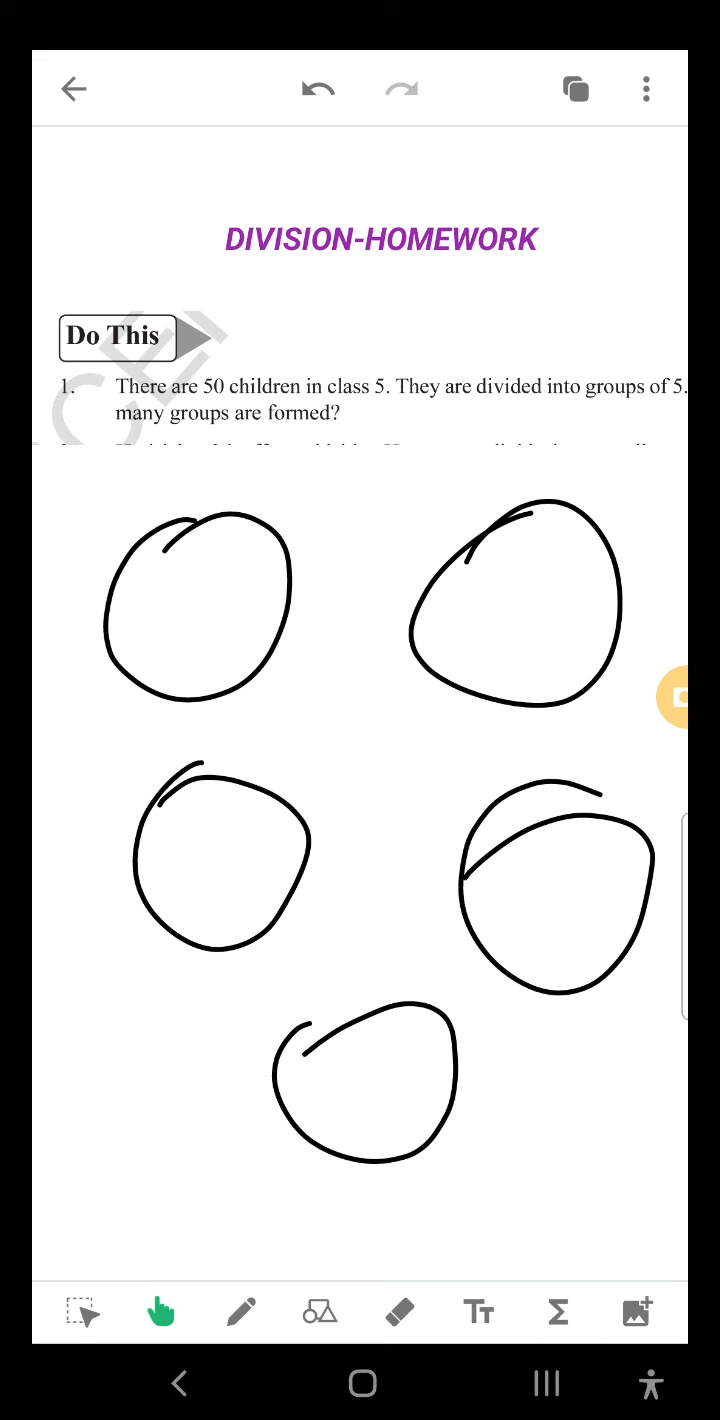 DIVISION-HOMEWORK
Do This
1. There are 50 children in class 5. They are divided into groups of 5.
many groups are formed?